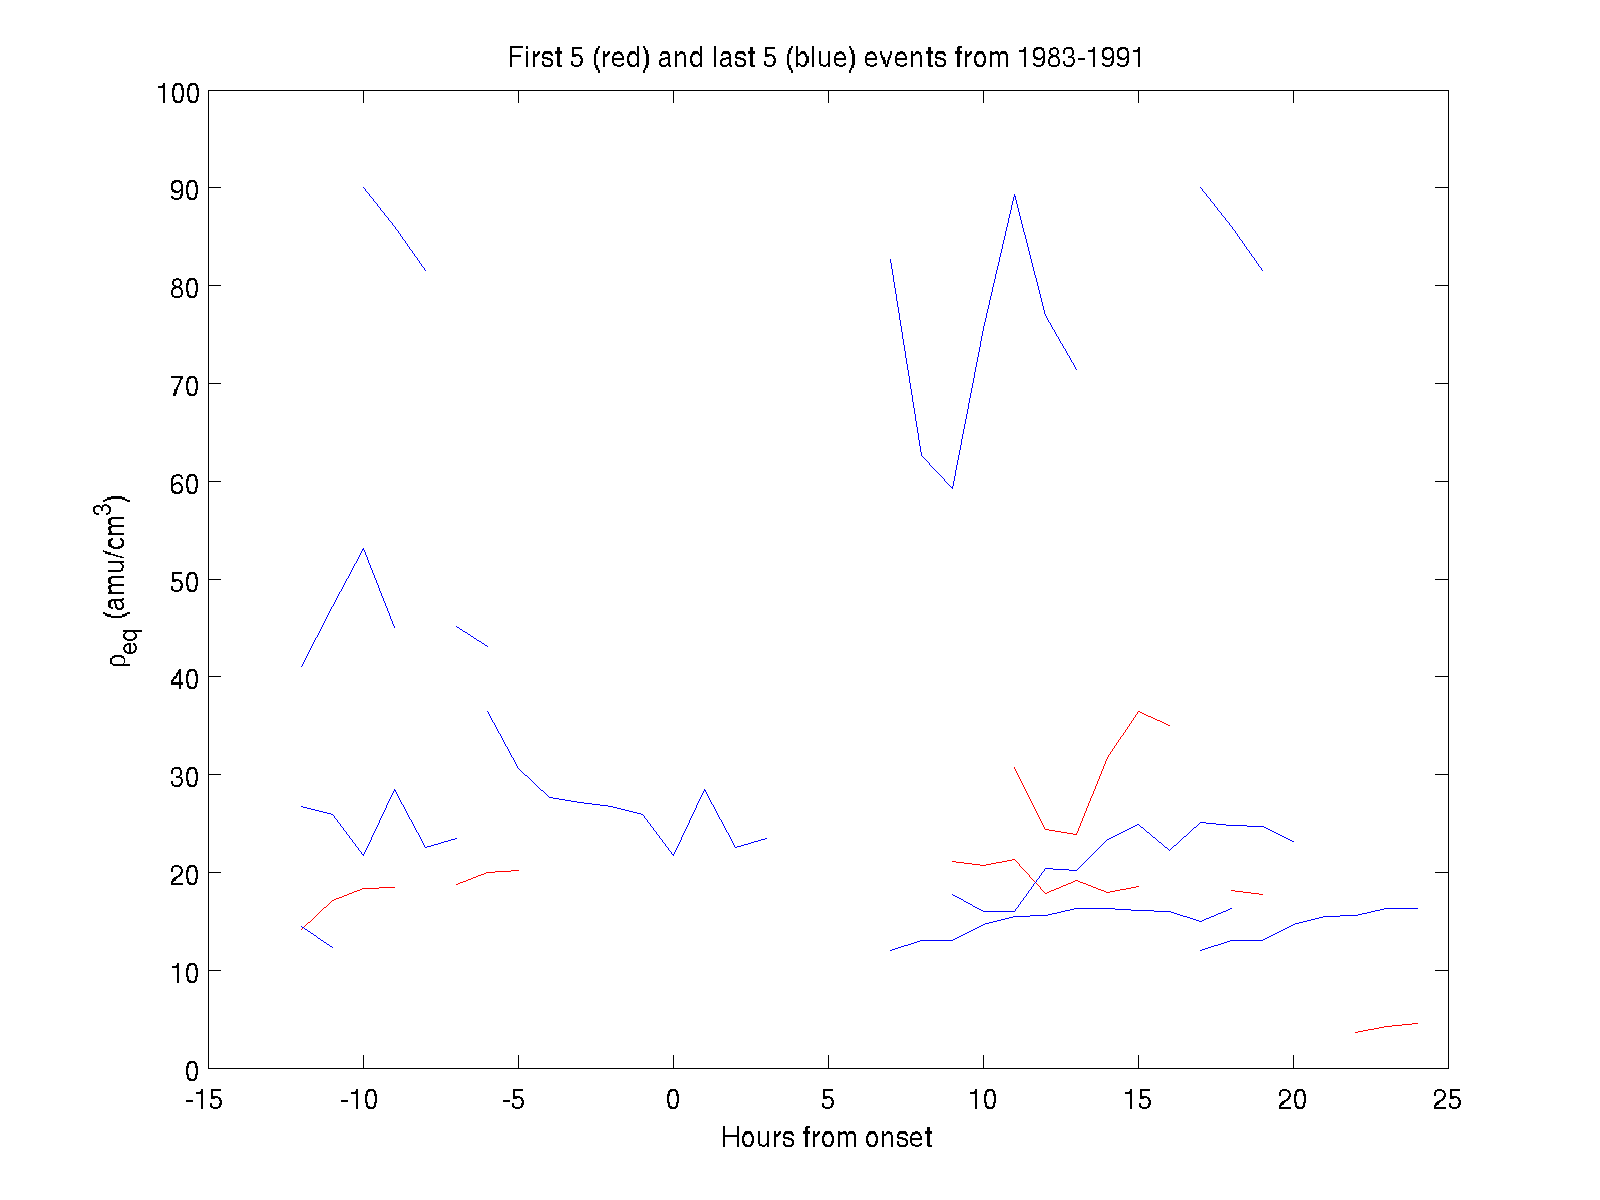 First 5 (red) and last 5 (blue) events from 1983-1991
100
90
80
70
60
50
40
30
20
10
0
ρeq (amu/cm³)
-15 -10 -5 0 5 10 15 20 25
Hours from onset